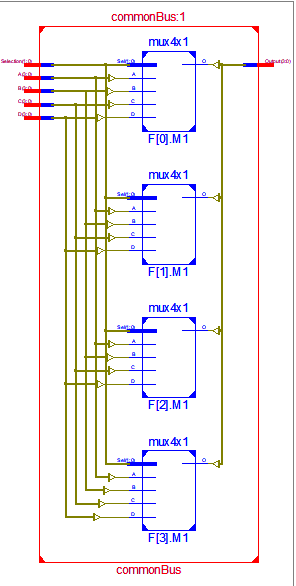 commonBus:1
mux4x1
Selection(1:0)
Sel(1:0)
O
Output(3:0)
A(3:0)
A
B(3:0)
B
C(3:0)
C
D(3:0)
D
F[0].M1
mux4x1
Sel(1:0)
O
A
B
C
D
F[1].M1
mux4x1
Sel(1:0)
O
A
B
C
D
F[2].M1
mux4x1
Sel(1:0)
O
A
B
C
D
F[3].M1
commonBus